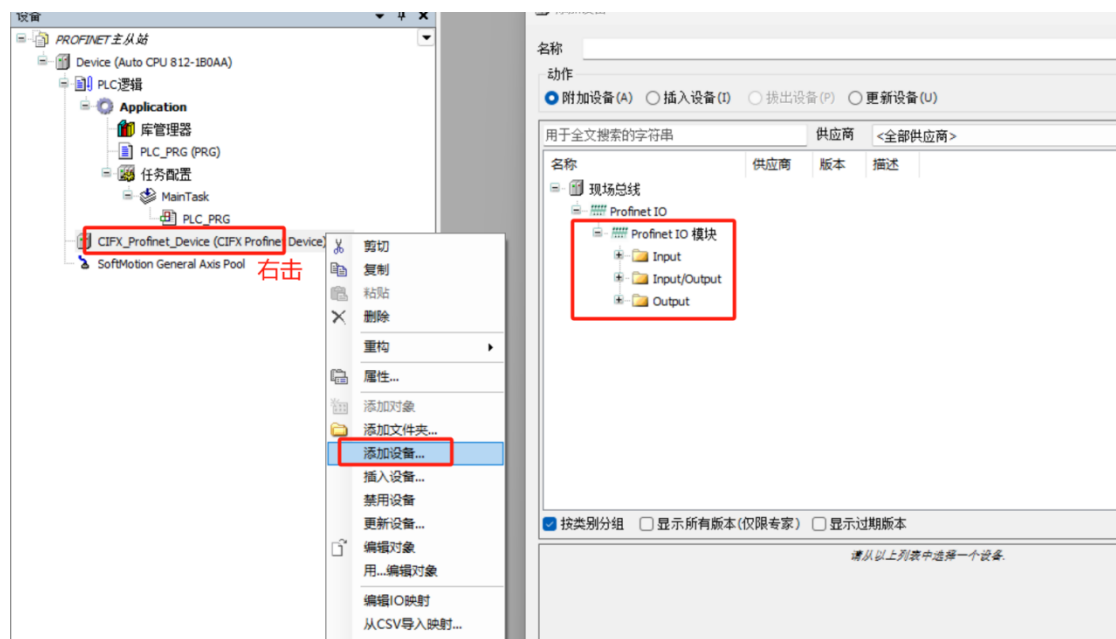 设备
PROFINET主从站
Device (Auto CPU 812-1B0AA)
PLC逻辑
Application
库管理器
PLC_PRG (PRG)
任务配置
MainTask
PLC_PRG
CIFX_Profinet_Device (CIFX Profinet Device)
SoftMotion General Axis Pool
右击
剪切
复制
粘贴
删除
重构
属性...
添加对象
添加文件夹...
添加设备...
插入设备...
禁用设备
更新设备...
编辑对象
用...编辑对象
编辑IO映射
从CSV导入映射...
名称
动作
附加设备(A) 插入设备(I) 拔出设备(P) 更新设备(U)
用于全文搜索的字符串 供应商 <全部供应商>
名称 供应商 版本 描述
现场总线
Profinet IO
Profinet IO 模块
Input
Input/Output
Output
按类别分组 显示所有版本(仅限专家) 显示过期版本
请从以上列表中选择一个设备.